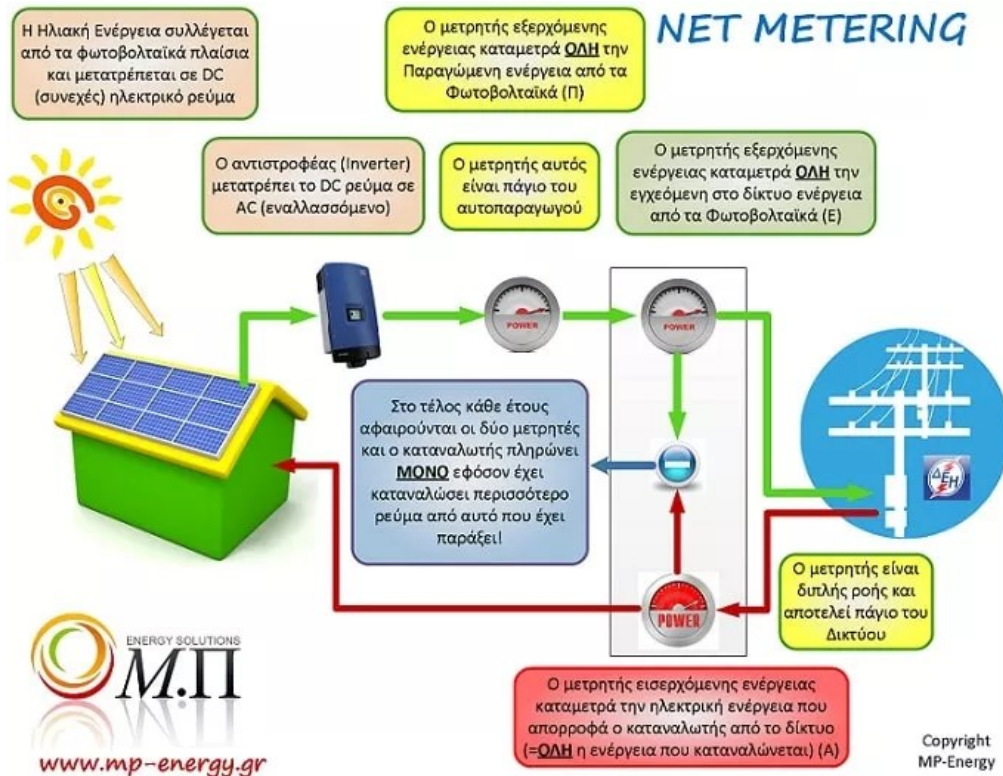 Η Ηλιακή Ενέργεια συλλέγεται
από τα φωτοβολταϊκά πλαίσια
και μετατρέπεται σε DC
(συνεχές) ηλεκτρικό ρεύμα
Ο μετρητής εξερχόμενης
ενέργειας καταμετρά ΟΛΗ την
Παραγώμενη ενέργεια από τα
Φωτοβολταϊκά (Π)
NET METERING
Ο αντιστροφέας (Inverter)
μετατρέπει το DC ρεύμα σε
AC (εναλλασσόμενο)
Ο μετρητής αυτός
είναι πάγιο του
αυτοπαραγωγού
Ο μετρητής εξερχόμενης
ενέργειας καταμετρά ΟΛΗ την
εγχεόμενη στο δίκτυο ενέργεια
από τα Φωτοβολταϊκά (Ε)
POWER
POWER
Στο τέλος κάθε έτους
αφαιρούνται οι δύο μετρητές
και ο καταναλωτής πληρώνει
ΜΟΝΟ εφόσον έχει
καταναλώσει περισσότερο
ρεύμα από αυτό που έχει
παράξει!
ΔΕΗ
POWER
Ο μετρητής είναι
διπλής ροής και
αποτελεί πάγιο του
Δικτύου
ENERGY SOLUTIONS
Μ.Π
www.mp-energy.gr
Ο μετρητής εισερχόμενης ενέργειας
καταμετρά την ηλεκτρική ενέργεια που
απορροφά ο καταναλωτής από το δίκτυο
(=ΟΛΗ η ενέργεια που καταναλώνεται) (Α)
Copyright
MP-Energy